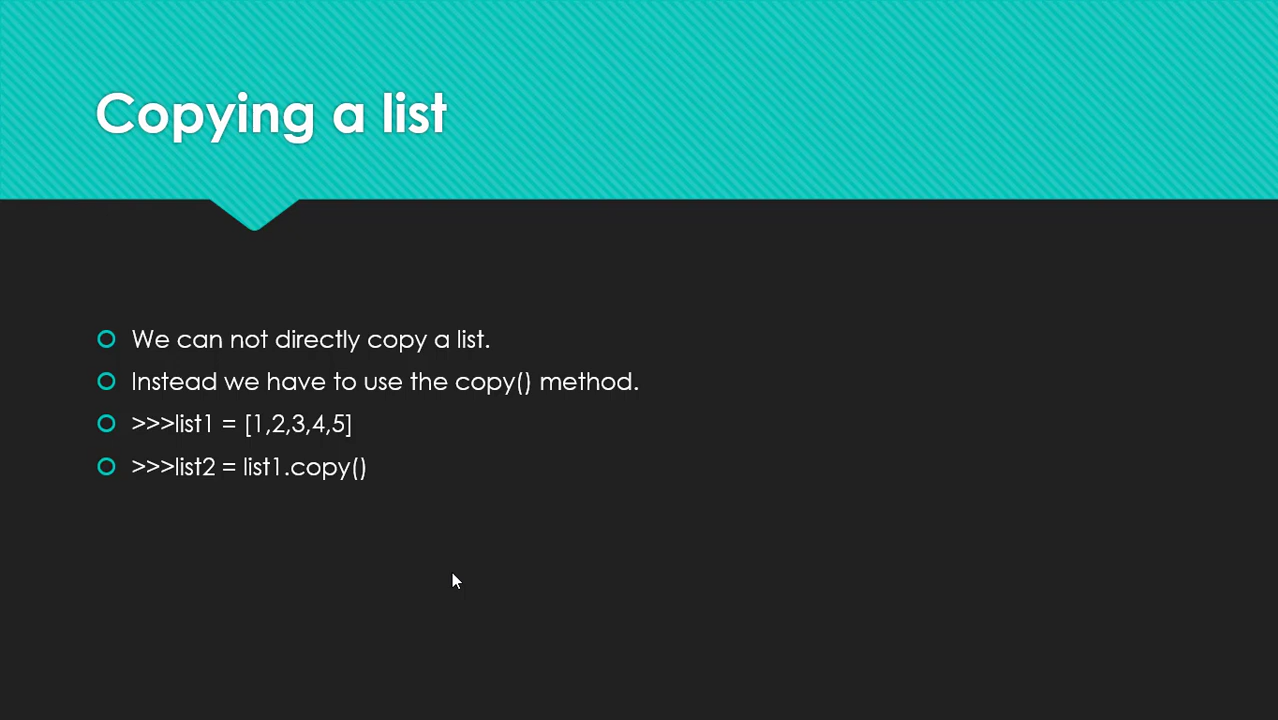 Copying a list
We can not directly copy a list.
Instead we have to use the copy() method.
>>>list1 = [1,2,3,4,5]
>>>list2 = list1.copy()